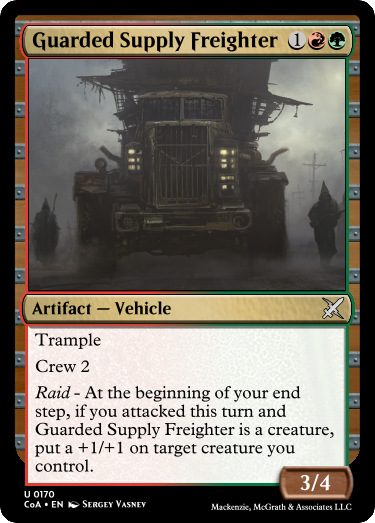 Guarded Supply Freighter 1
Artifact — Vehicle
Trample
Crew 2
Raid - At the beginning of your end
step, if you attacked this turn and
Guarded Supply Freighter is a creature,
put a +1/+1 on target creature you
control.
3/4
U 0170
CoA • EN Sergey Vasnev
Mackenzie, McGrath & Associates LLC